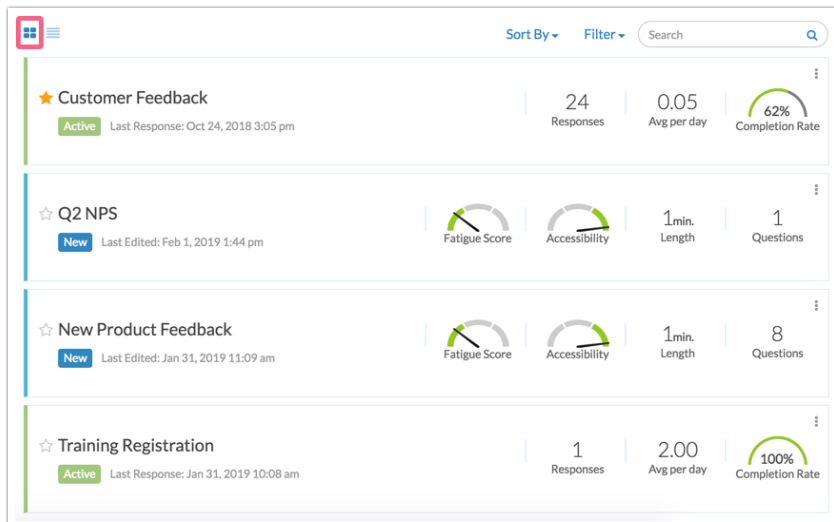 Sort By Filter Search
Customer Feedback
Active Last Response: Oct 24, 2018 3:05 pm
24
Responses
0.05
Avg per day
62%
Completion Rate
Q2 NPS
New Last Edited: Feb 1, 2019 1:44 pm
Fatigue Score
Accessibility
1min.
Length
1
Questions
New Product Feedback
New Last Edited: Jan 31, 2019 11:09 am
Fatigue Score
Accessibility
1min.
Length
8
Questions
Training Registration
Active Last Response: Jan 31, 2019 10:08 am
1
Responses
2.00
Avg per day
100%
Completion Rate